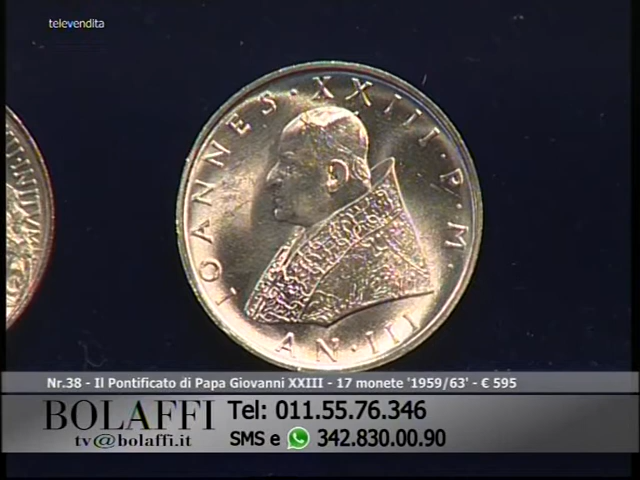 televendita
IOANNES·XXIII·P·M·
AN·III
Nr.38 - Il Pontificato di Papa Giovanni XXIII - 17 monete '1959/63' - € 595
BOLAFFI
tv@bolaffi.it
Tel: 011.55.76.346
SMS e 342.830.00.90